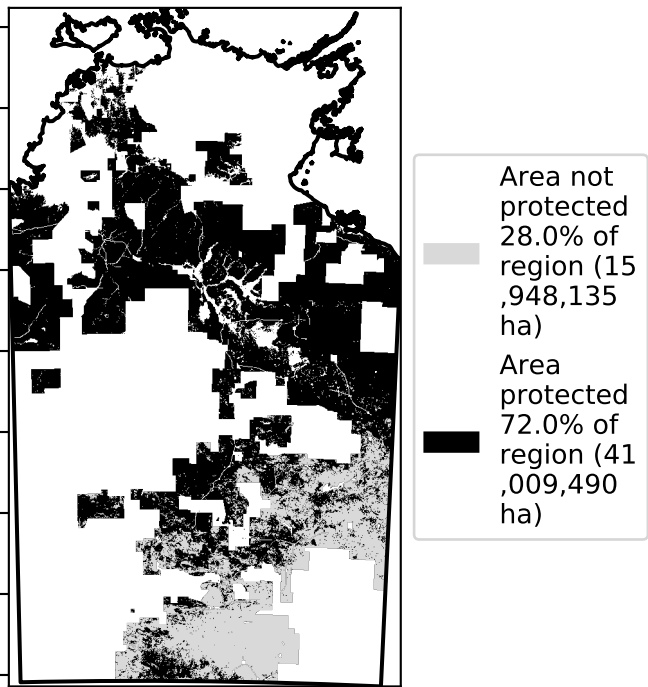 Area not
protected
28.0% of
region (15
,948,135
ha)
Area
protected
72.0% of
region (41
,009,490
ha)